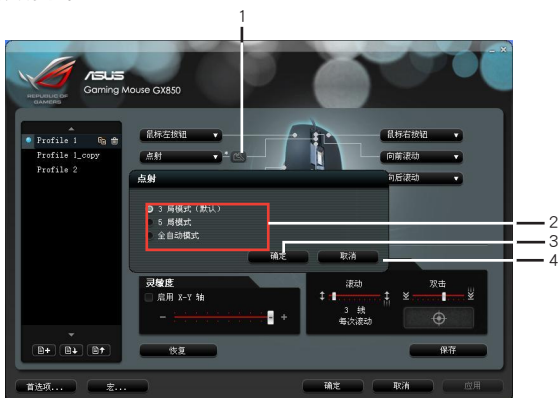 1
ASUS
Gaming Mouse GX850
REPUBLIC OF
GAMERS
Profile 1
Profile 1_copy
Profile 2
鼠标左按钮
鼠标右按钮
点射
向前滚动
向后滚动
点射
3 局模式（默认）
5 局模式
全自动模式
2
3
确定
取消
4
灵敏度
启用 X-Y 轴
滚动
双击
3 线
每次滚动
恢复
保存
首选项...
宏...
确定
取消
应用